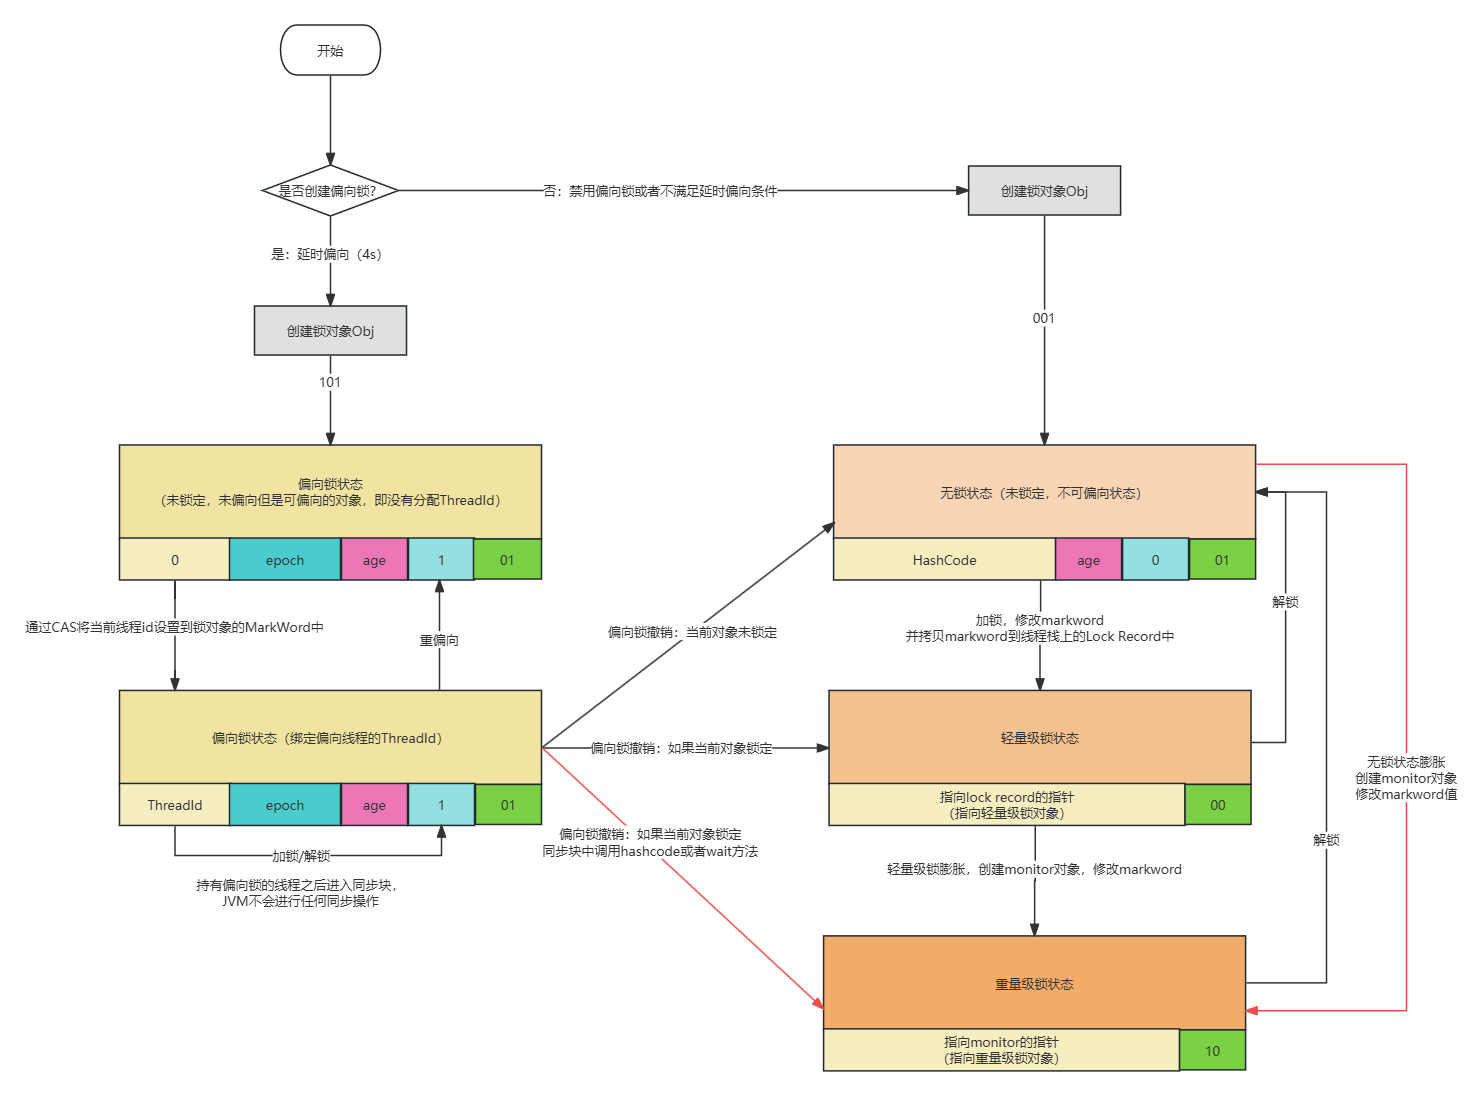 开始
是否创建偏向锁？
否：禁用偏向锁或者不满足延时偏向条件
创建锁对象Obj
是：延时偏向（4s）
创建锁对象Obj
001
101
偏向锁状态
（未锁定，未偏向但是可偏向的对象，即没有分配ThreadId）
0
epoch
age
1
01
无锁状态（未锁定，不可偏向状态）
HashCode
age
0
01
通过CAS将当前线程id设置到锁对象的MarkWord中
重偏向
偏向锁撤销：当前对象未锁定
加锁，修改markword
并拷贝markword到线程栈上的Lock Record中
解锁
偏向锁状态（绑定偏向线程的ThreadId）
ThreadId
epoch
age
1
01
偏向锁撤销：如果当前对象锁定
轻量级锁状态
指向lock record的指针
（指向轻量级锁对象）
00
无锁状态膨胀
创建monitor对象
修改markword值
加锁/解锁
持有偏向锁的线程之后进入同步块，
JVM不会进行任何同步操作
偏向锁撤销：如果当前对象锁定
同步块中调用hashcode或者wait方法
轻量级锁膨胀，创建monitor对象，修改markword
解锁
重量级锁状态
指向monitor的指针
（指向重量级锁对象）
10